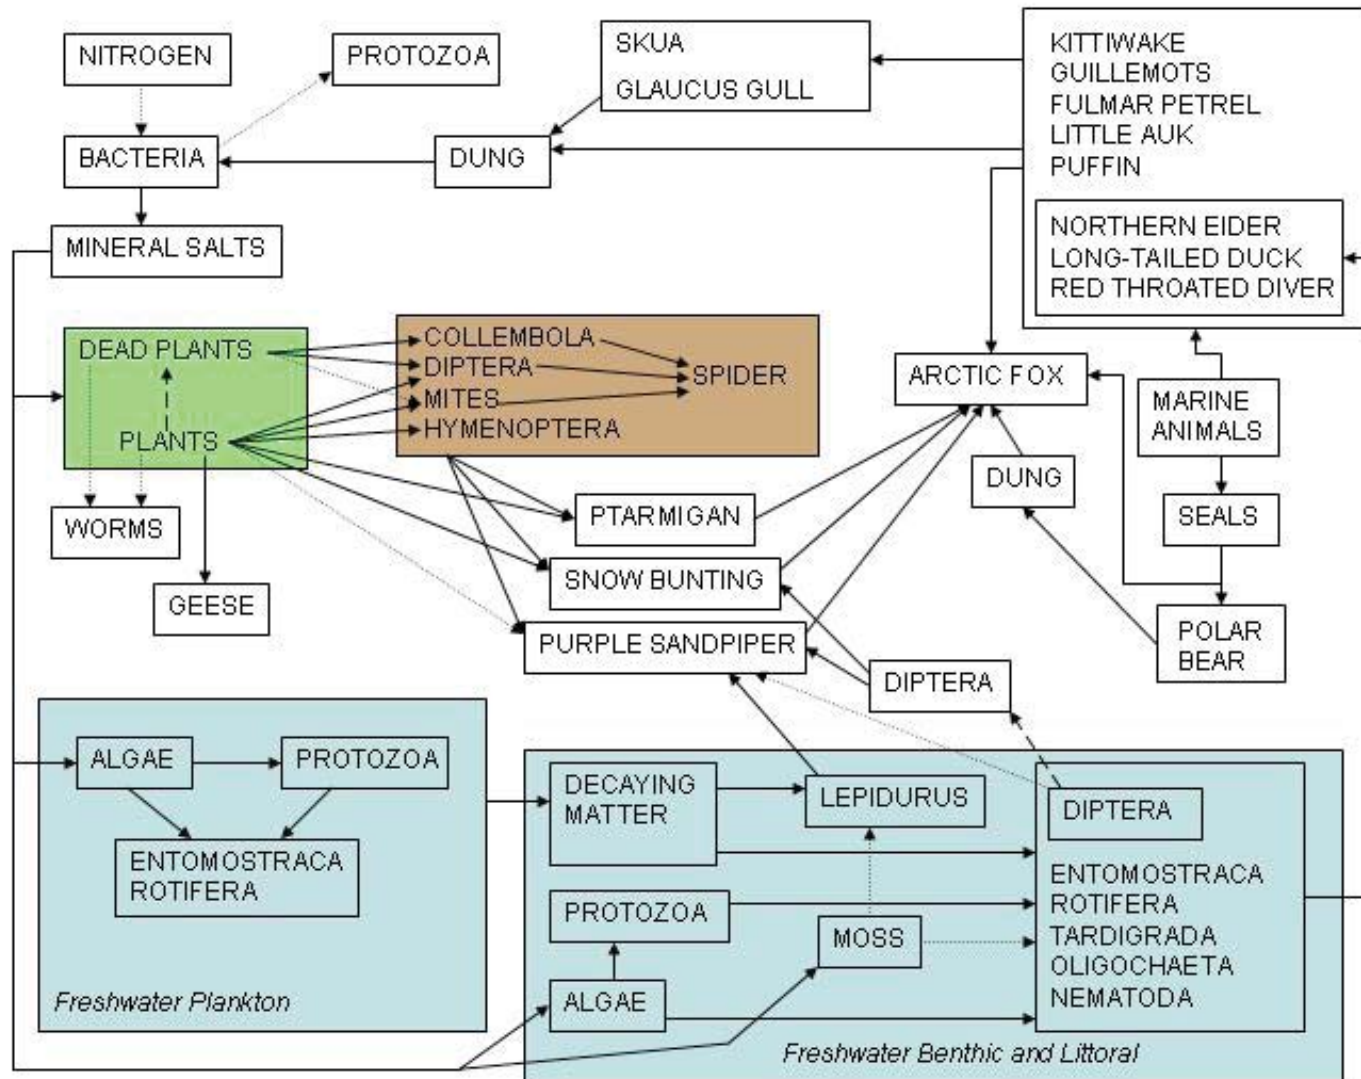 NITROGEN
PROTOZOA
SKUA
GLAUCUS GULL
KITTIWAKE
GUILLEMOTS
FULMAR PETREL
LITTLE AUK
PUFFIN
BACTERIA
DUNG
MINERAL SALTS
NORTHERN EIDER
LONG-TAILED DUCK
RED THROATED DIVER
DEAD PLANTS
PLANTS
COLLEMBOLA
DIPTERA
MITES
HYMENOPTERA
SPIDER
ARCTIC FOX
MARINE
ANIMALS
DUNG
WORMS
PTARMIGAN
SEALS
GEESE
SNOW BUNTING
PURPLE SANDPIPER
POLAR
BEAR
DIPTERA
ALGAE
PROTOZOA
ENTOMOSTRACA
ROTIFERA
Freshwater Plankton
DECAYING
MATTER
LEPIDURUS
DIPTERA
PROTOZOA
MOSS
ALGAE
ENTOMOSTRACA
ROTIFERA
TARDIGRADA
OLIGOCHAETA
NEMATODA
Freshwater Benthic and Littoral